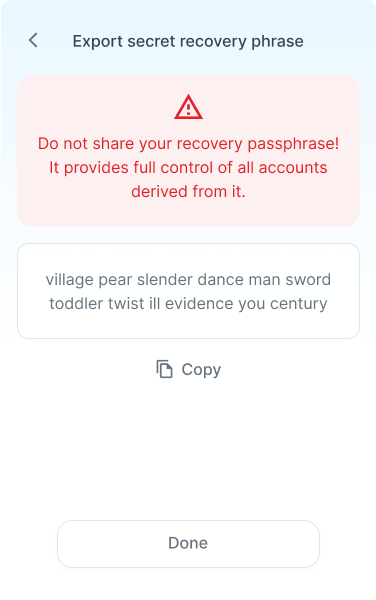 Export secret recovery phrase
Do not share your recovery passphrase!
It provides full control of all accounts
derived from it.
village pear slender dance man sword
toddler twist ill evidence you century
Copy
Done